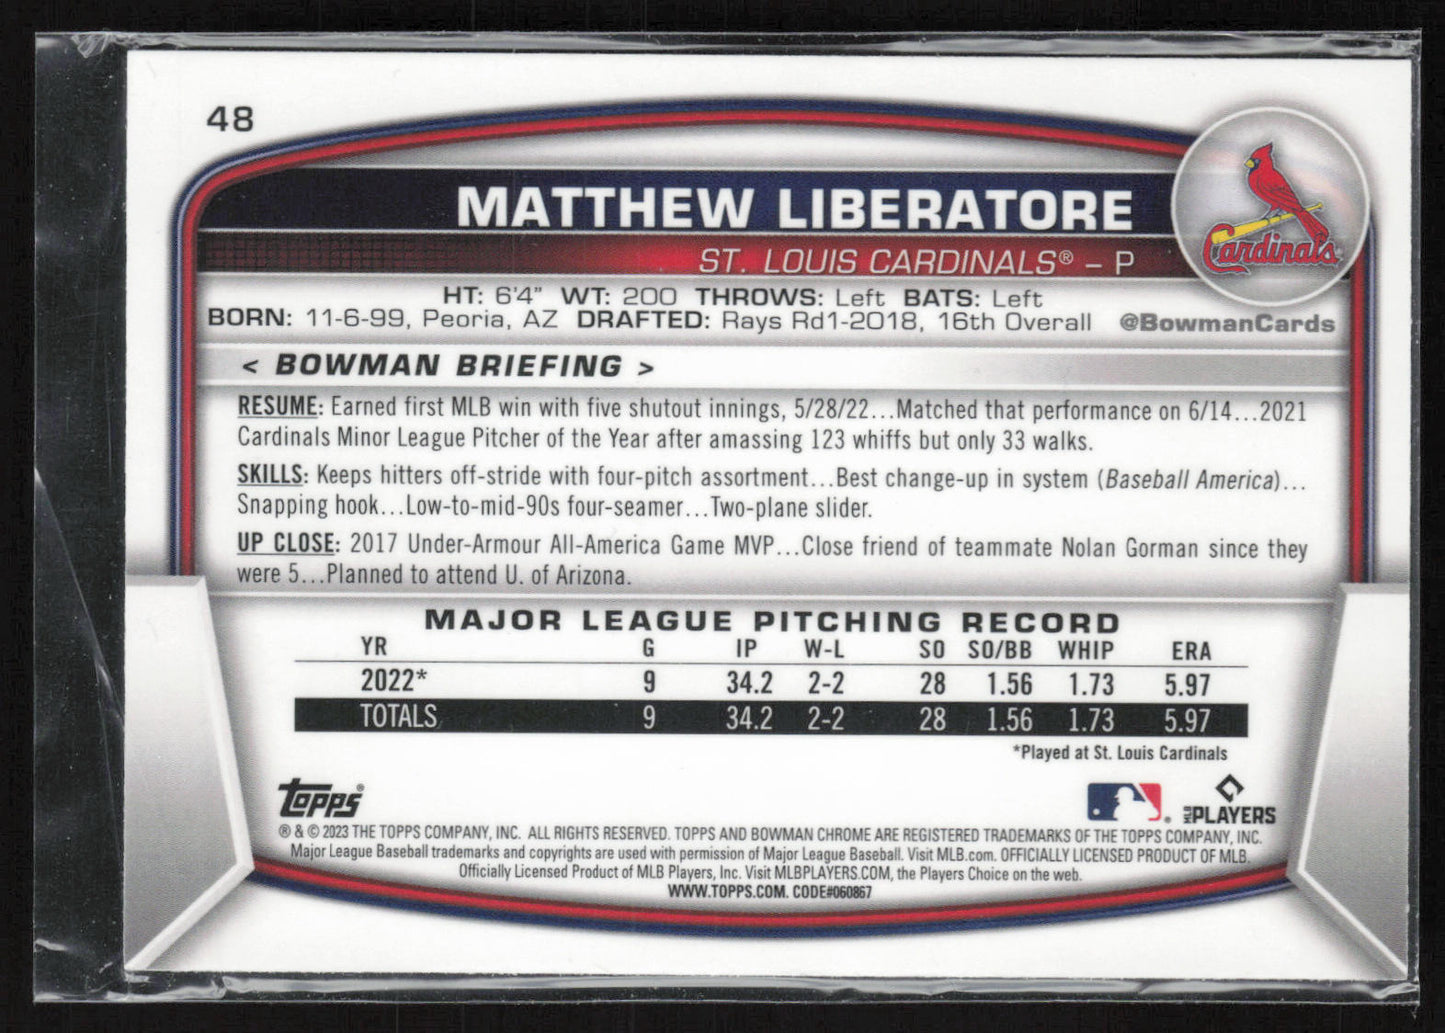 48
MATTHEW LIBERATORE
ST. LOUIS CARDINALS® – P
Cardinals
HT: 6'4" WT: 200 THROWS: Left BATS: Left
BORN: 11-6-99, Peoria, AZ DRAFTED: Rays Rd1-2018, 16th Overall @BowmanCards
< BOWMAN BRIEFING >
RESUME: Earned first MLB win with five shutout innings, 5/28/22...Matched that performance on 6/14...2021
Cardinals Minor League Pitcher of the Year after amassing 123 whiffs but only 33 walks.
SKILLS: Keeps hitters off-stride with four-pitch assortment...Best change-up in system (Baseball America)...
Snapping hook...Low-to-mid-90s four-seamer...Two-plane slider.
UP CLOSE: 2017 Under-Armour All-America Game MVP...Close friend of teammate Nolan Gorman since they
were 5...Planned to attend U. of Arizona.
MAJOR LEAGUE PITCHING RECORD
YR G IP W-L SO SO/BB WHIP ERA
2022* 9 34.2 2-2 28 1.56 1.73 5.97
TOTALS 9 34.2 2-2 28 1.56 1.73 5.97
*Played at St. Louis Cardinals
topps® MLB PLAYERS
® & © 2023 THE TOPPS COMPANY, INC. ALL RIGHTS RESERVED. TOPPS AND BOWMAN CHROME ARE REGISTERED TRADEMARKS OF THE TOPPS COMPANY, INC.
Major League Baseball trademarks and copyrights are used with permission of Major League Baseball. Visit MLB.com. OFFICIALLY LICENSED PRODUCT OF MLB.
Officially Licensed Product of MLB Players, Inc. Visit MLBPLAYERS.COM, the Players Choice on the web.
WWW.TOPPS.COM. CODE#060867